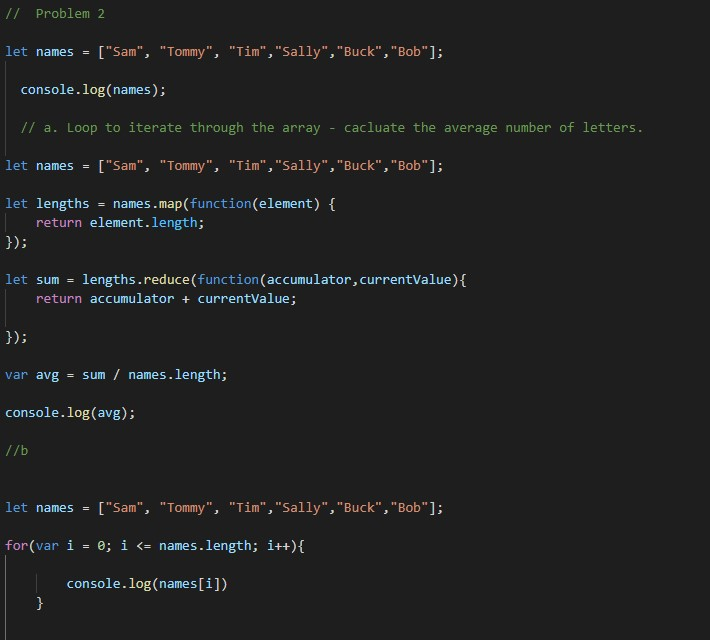 //  Problem 2
let names = ["Sam", "Tommy", "Tim","Sally","Buck","Bob"];
console.log(names);
// a. Loop to iterate through the array - cacluate the average number of letters.
let names = ["Sam", "Tommy", "Tim","Sally","Buck","Bob"];
let lengths = names.map(function(element) {
return element.length;
});
let sum = lengths.reduce(function(accumulator,currentValue){
return accumulator + currentValue;
});
var avg = sum / names.length;
console.log(avg);
//b
let names = ["Sam", "Tommy", "Tim","Sally","Buck","Bob"];
for(var i = 0; i <= names.length; i++){
console.log(names[i])
}